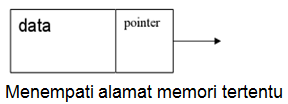 data
pointer
Menempati alamat memori tertentu